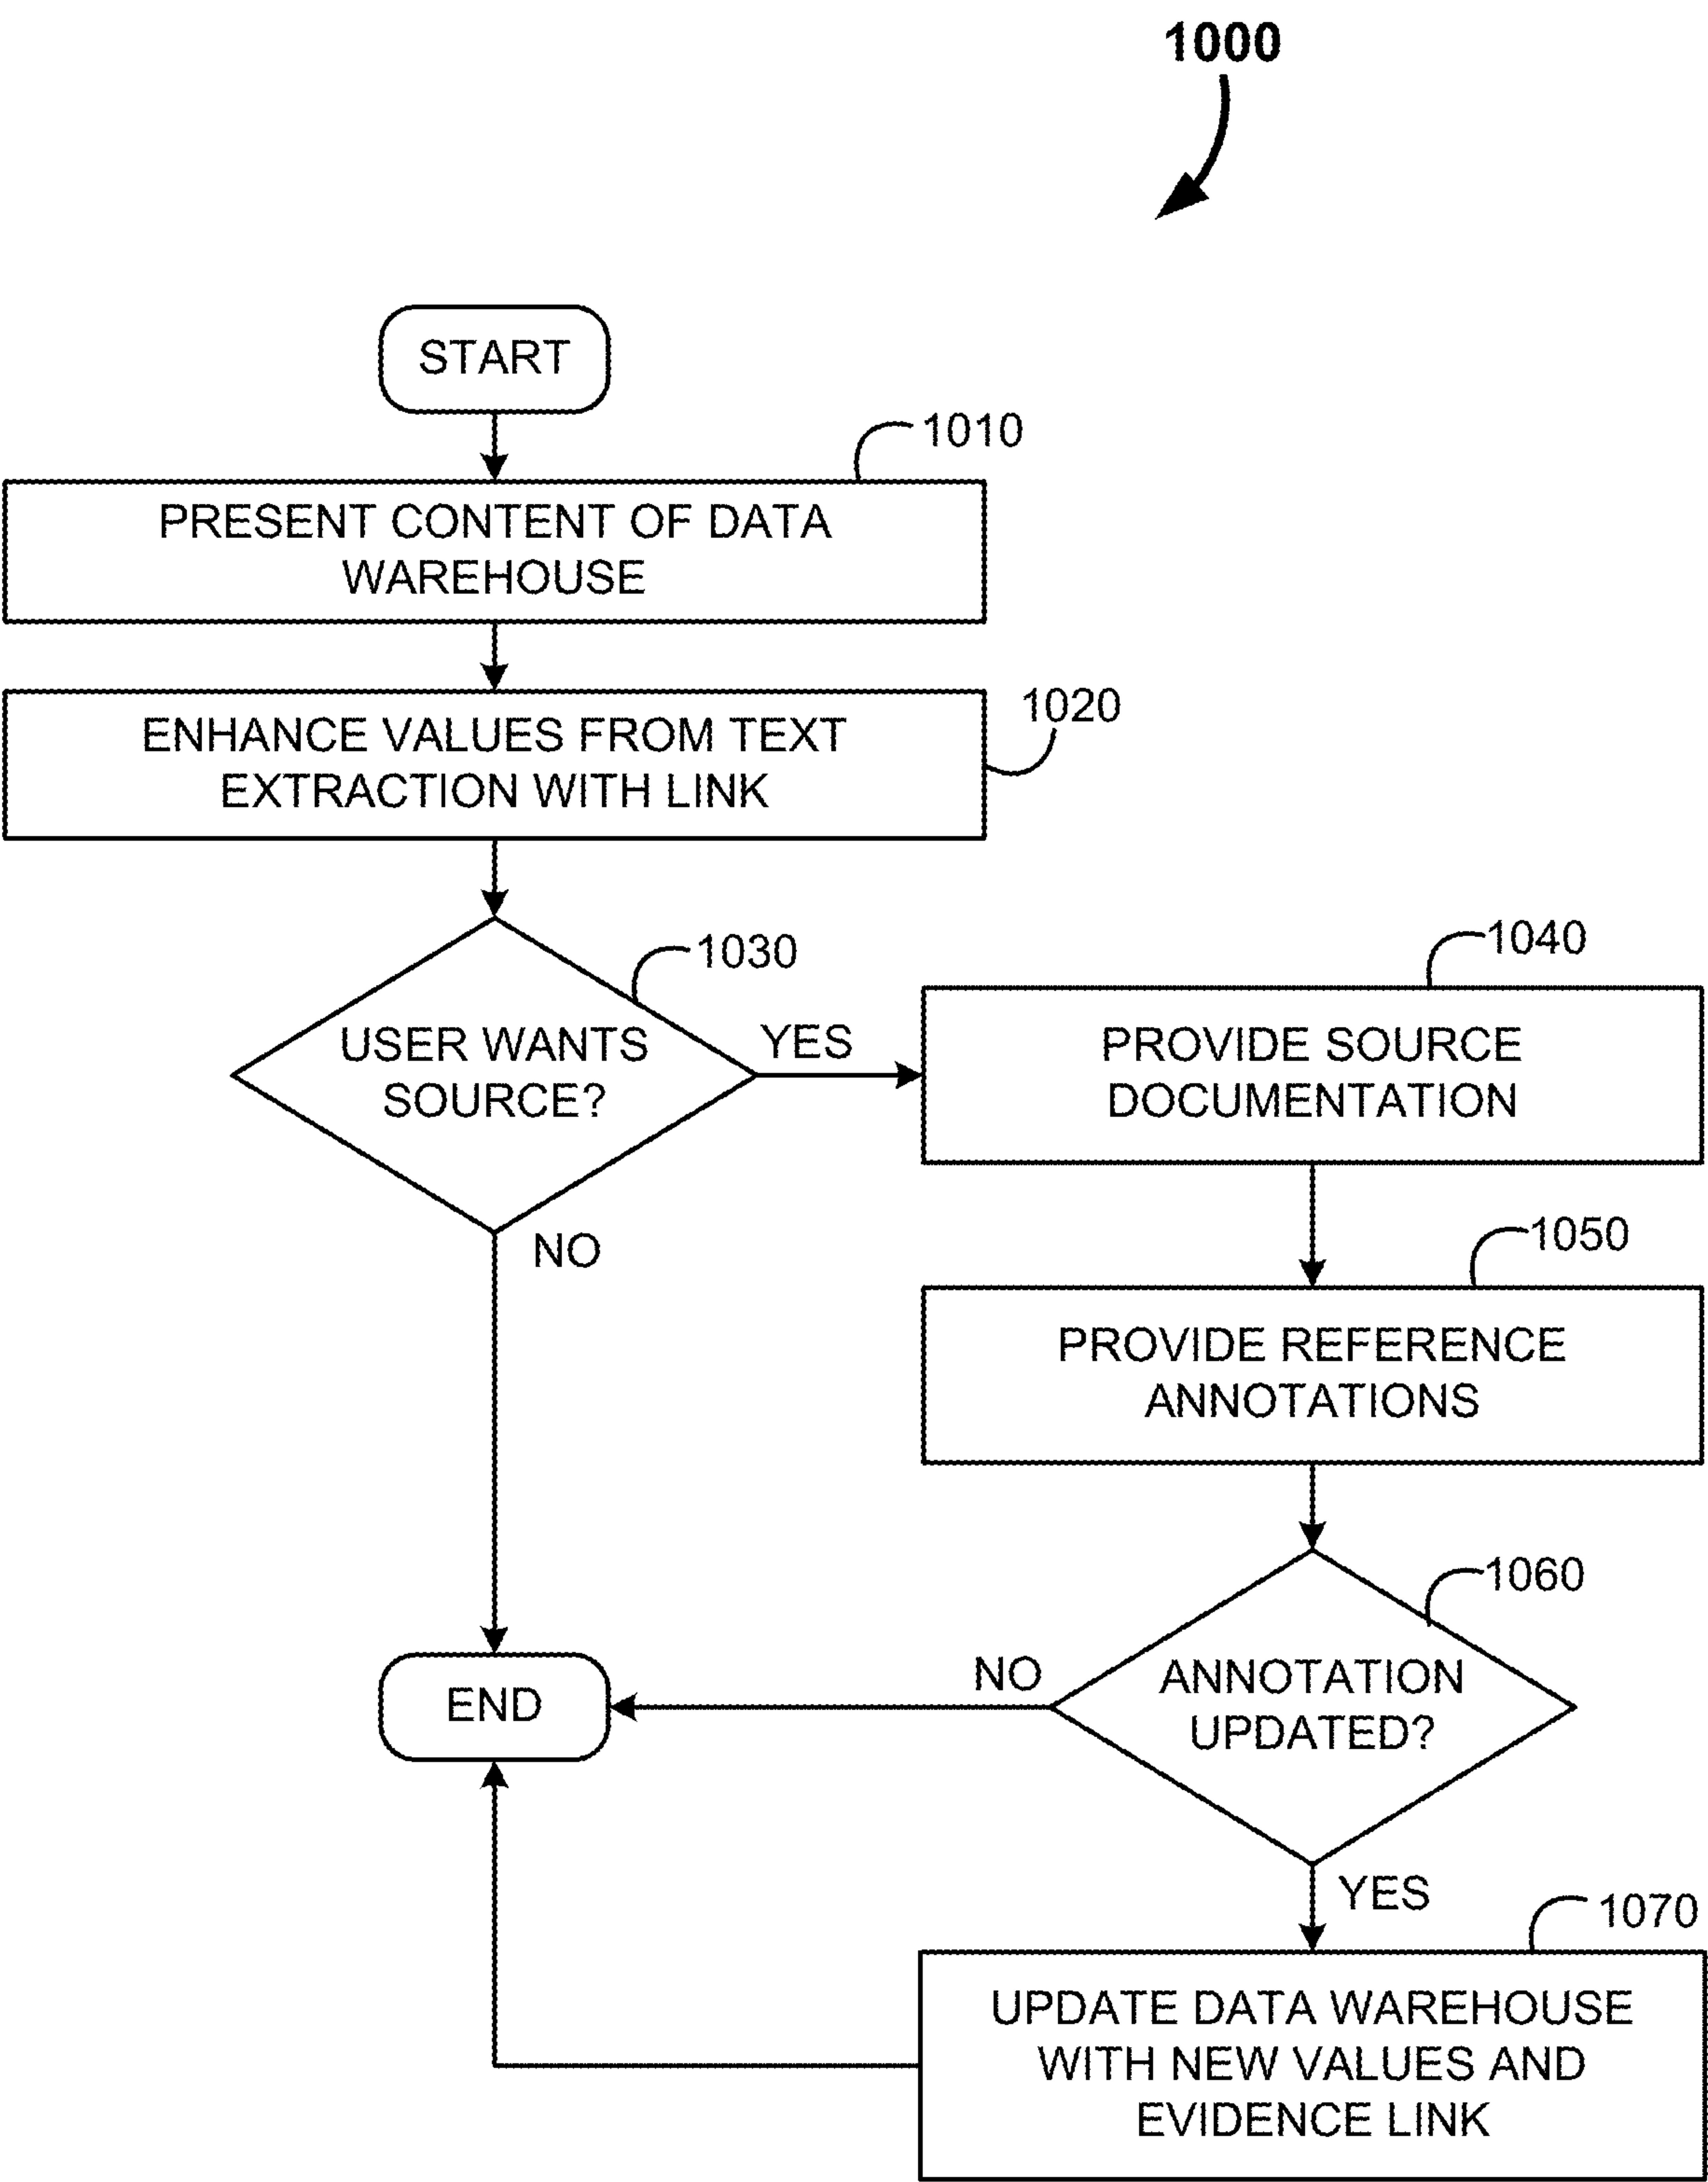 1000
START
1010
PRESENT CONTENT OF DATA
WAREHOUSE
1020
ENHANCE VALUES FROM TEXT
EXTRACTION WITH LINK
1030
USER WANTS
SOURCE?
YES
NO
1040
PROVIDE SOURCE
DOCUMENTATION
1050
PROVIDE REFERENCE
ANNOTATIONS
1060
ANNOTATION
UPDATED?
NO
END
YES
1070
UPDATE DATA WAREHOUSE
WITH NEW VALUES AND
EVIDENCE LINK